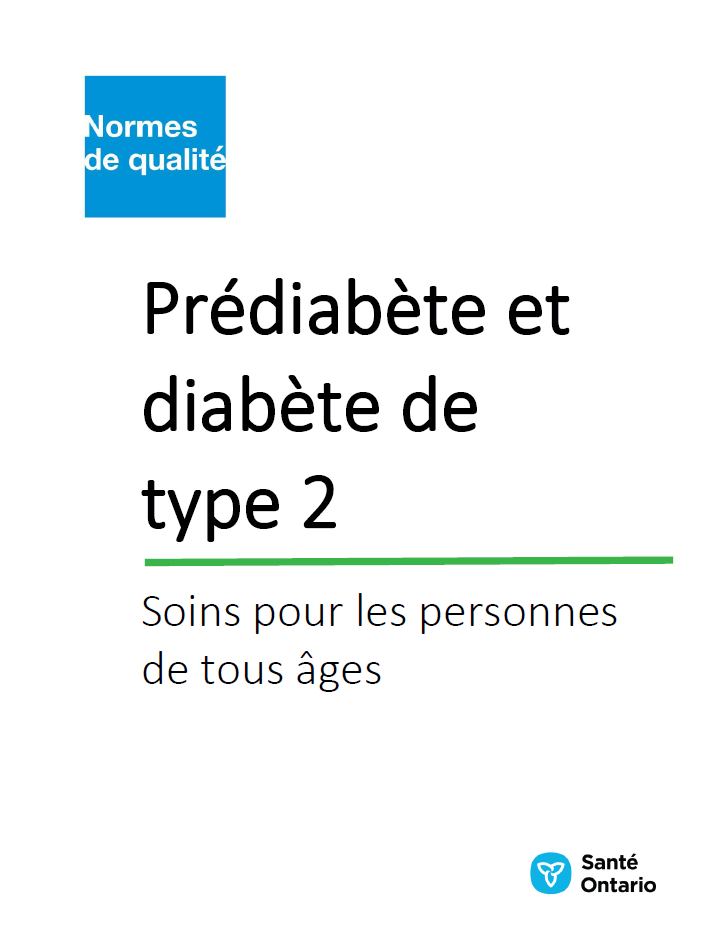 Normes
de qualité
Prédiabète et
diabète de
type 2
Soins pour les personnes
de tous âges
Santé
Ontario